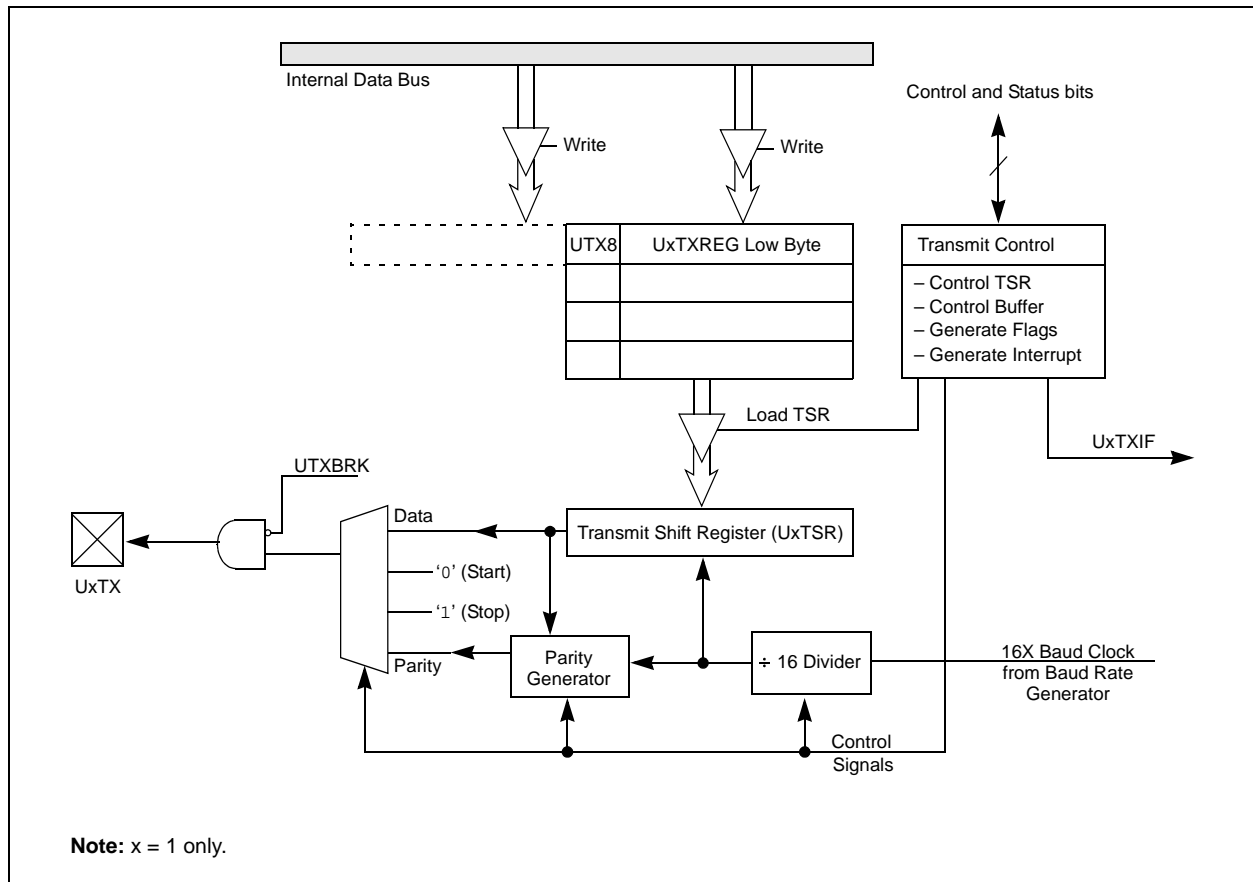 Internal Data Bus
Control and Status bits
Write
Write
UTX8
UxTXREG Low Byte
Transmit Control
– Control TSR
– Control Buffer
– Generate Flags
– Generate Interrupt
Load TSR
UxTXIF
UTXBRK
Data
Transmit Shift Register (UxTSR)
UxTX
‘0’ (Start)
‘1’ (Stop)
Parity
Parity
Generator
÷ 16 Divider
16X Baud Clock
from Baud Rate
Generator
Control
Signals
Note: x = 1 only.